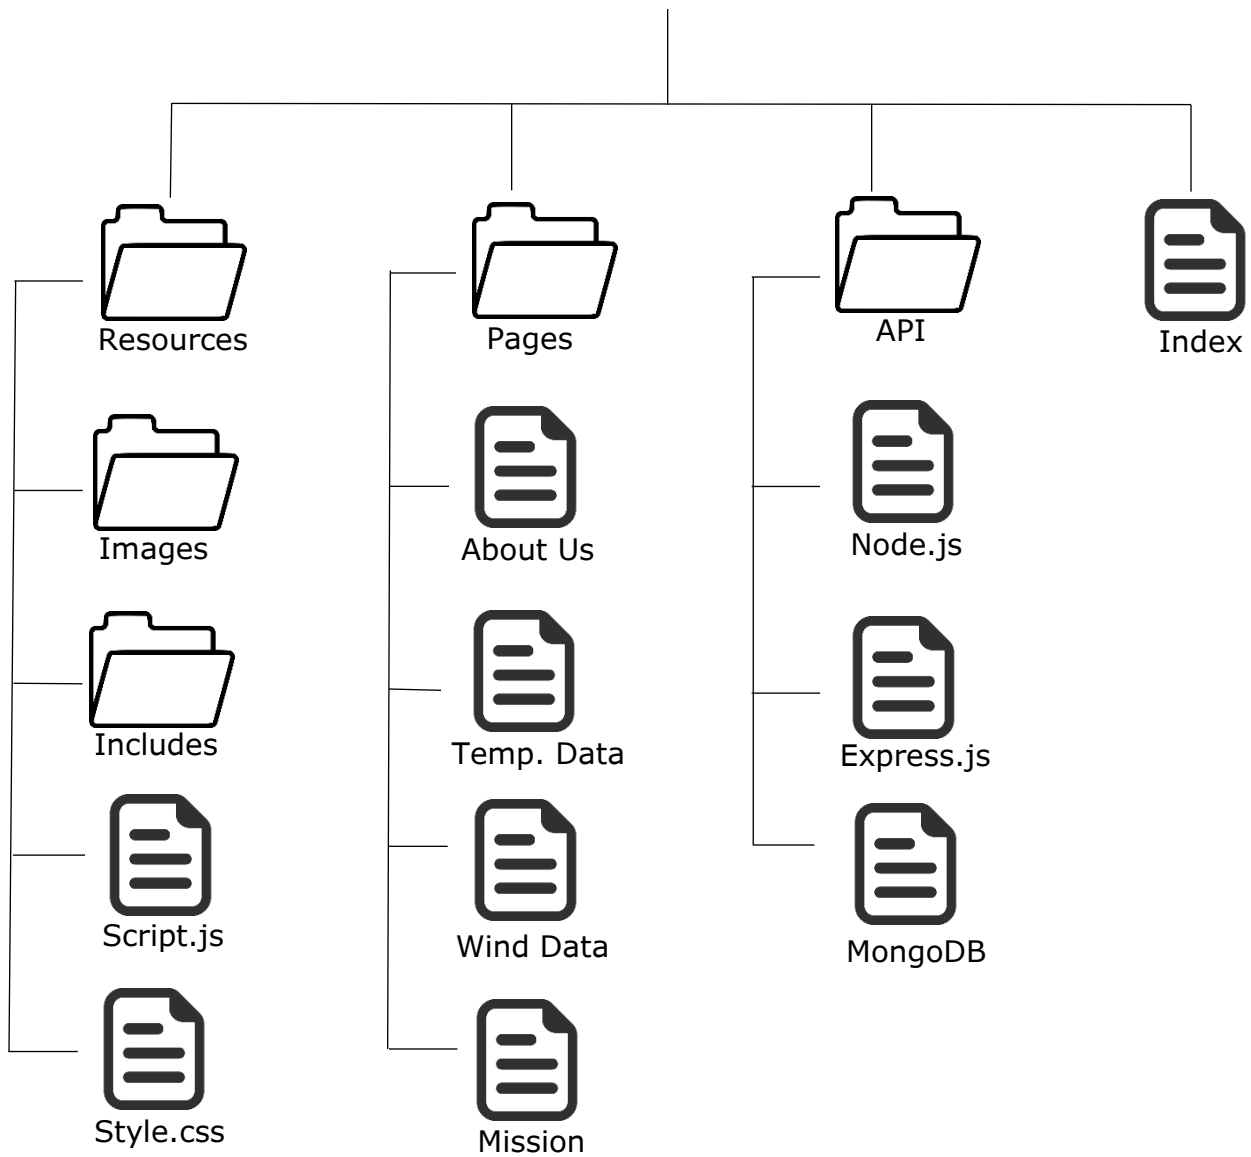 Resources
Pages
API
Index
Images
About Us
Node.js
Includes
Temp. Data
Express.js
Script.js
Wind Data
MongoDB
Style.css
Mission